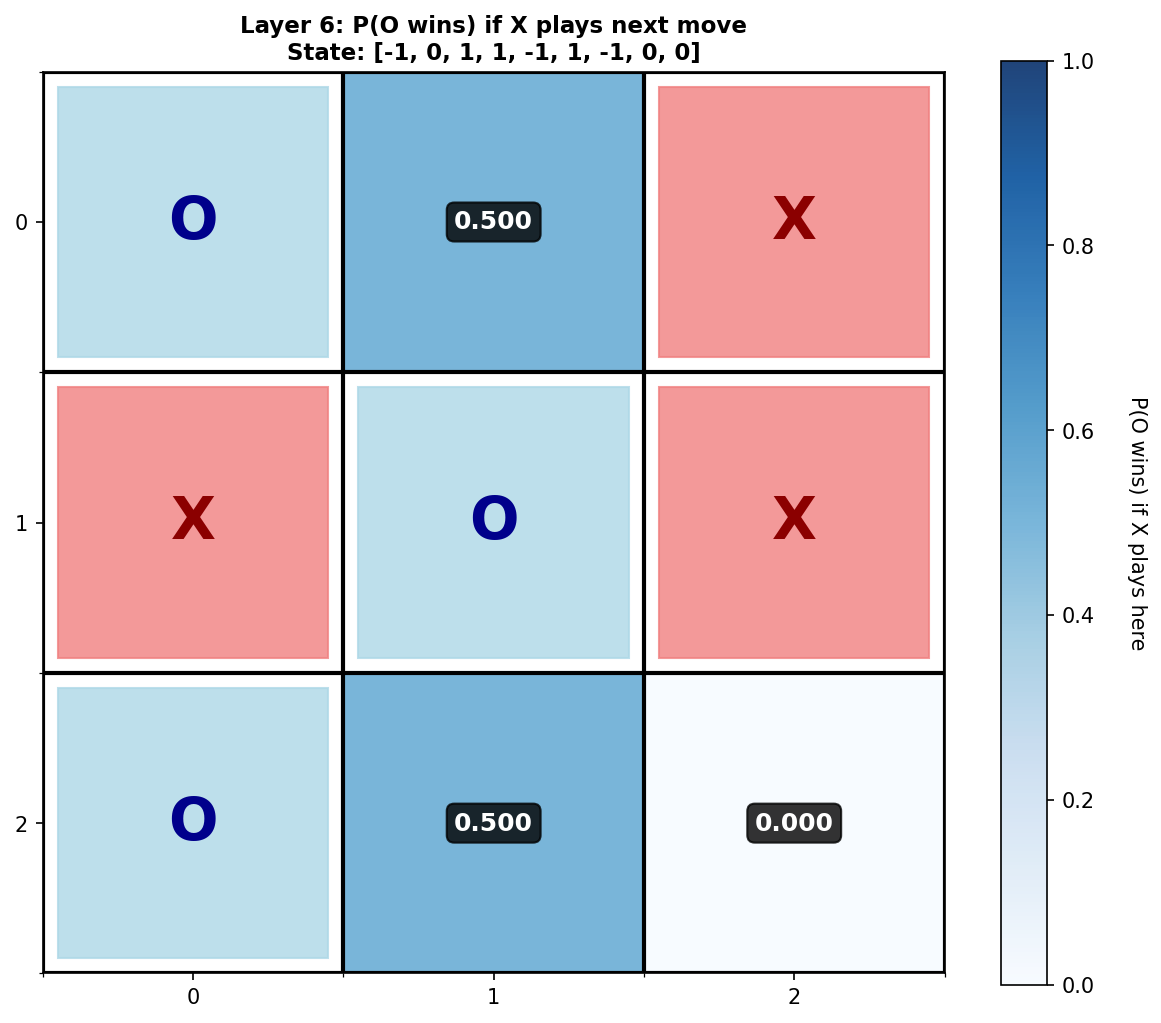 Layer 6: P(O wins) if X plays next move
State: [-1, 0, 1, 1, -1, 1, -1, 0, 0]
O
0.500
X
X
O
X
O
0.500
0.000
0
1
2
0
1
2
1.0
0.8
0.6
0.4
0.2
0.0
P(O wins) if X plays here